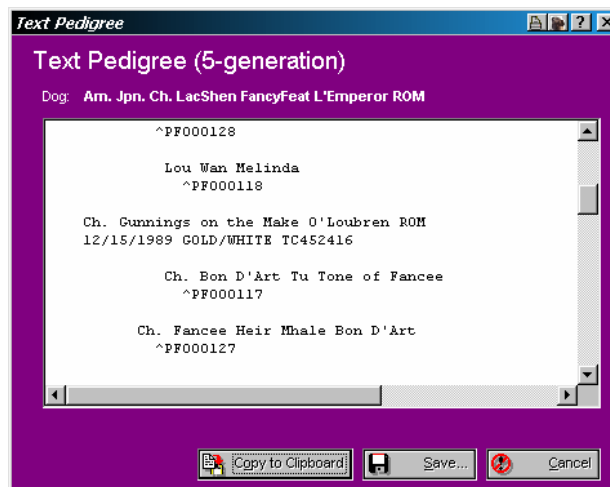 Text Pedigree
Text Pedigree (5-generation)
Dog: Am. Jpn. Ch. LacShen FancyFeat L'Emperor ROM
^PF000128
Lou Wan Melinda
^PF000118
Ch. Gunnings on the Make O'Loubren ROM
12/15/1989 GOLD/WHITE TC452416
Ch. Bon D'Art Tu Tone of Fancee
^PF000117
Ch. Fancee Heir Mhale Bon D'Art
^PF000127
Copy to Clipboard Save... Cancel